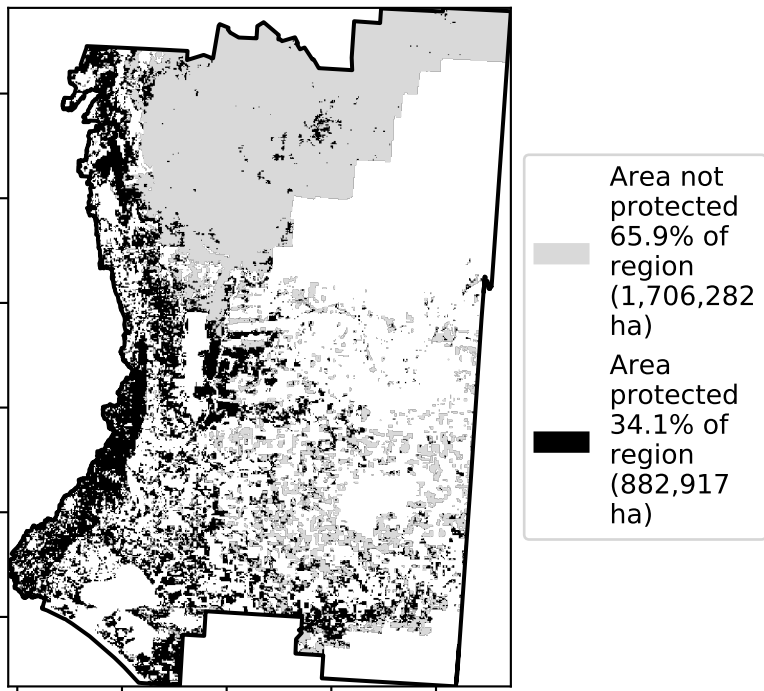 Area not
protected
65.9% of
region
(1,706,282
ha)
Area
protected
34.1% of
region
(882,917
ha)